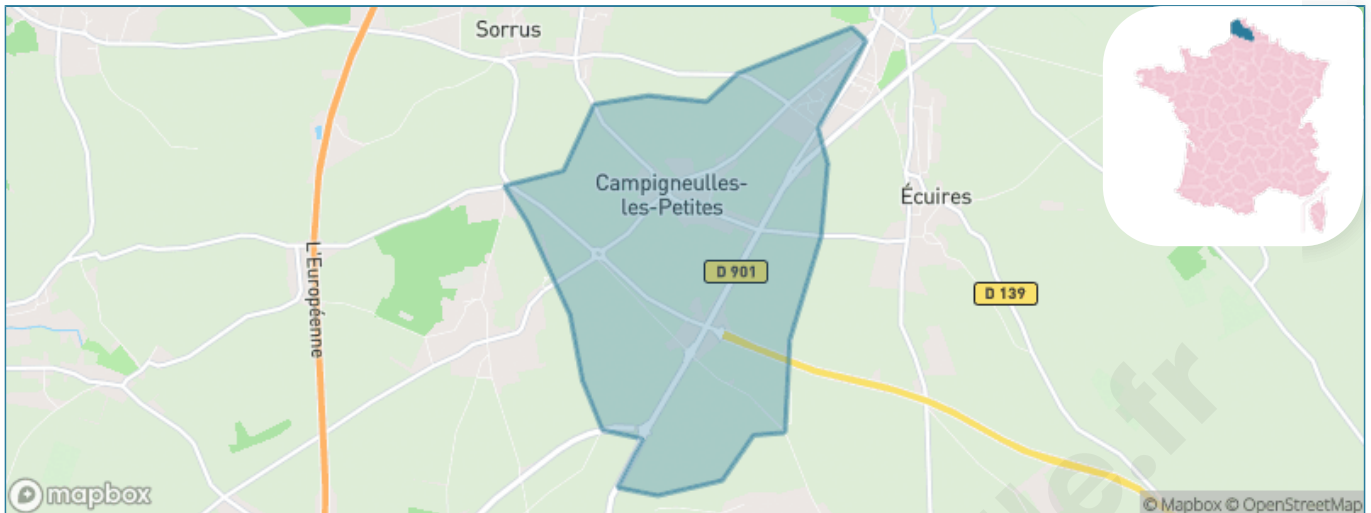 Sorrus
Campigneulles-
les-Petites
Écuires
L'Européenne
D 901
D 139
mapbox
© Mapbox © OpenStreetMap